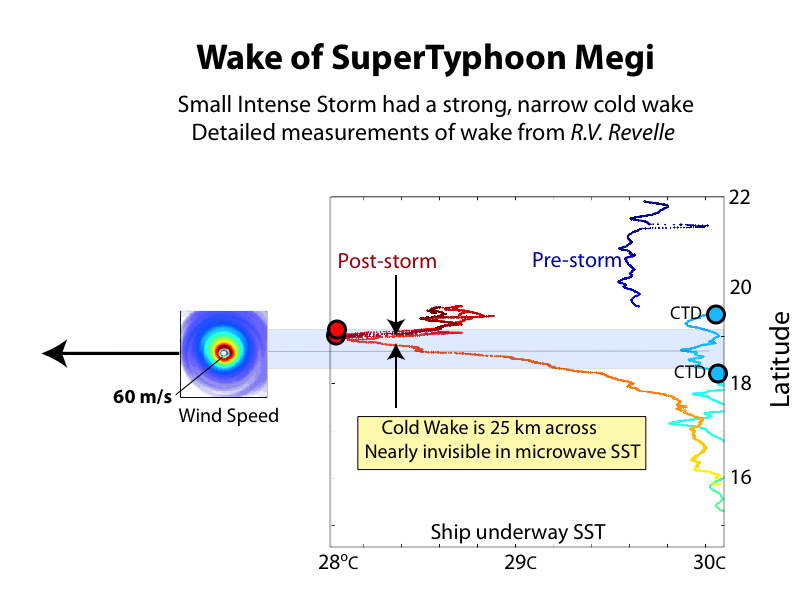 Wake of SuperTyphoon Megi
Small Intense Storm had a strong, narrow cold wake
Detailed measurements of wake from R.V. Revelle
22
Post-storm
Pre-storm
20
CTD
Latitude
CTD
18
60 m/s
Wind Speed
Cold Wake is 25 km across
Nearly invisible in microwave SST
16
Ship underway SST
28°C
29C
30C